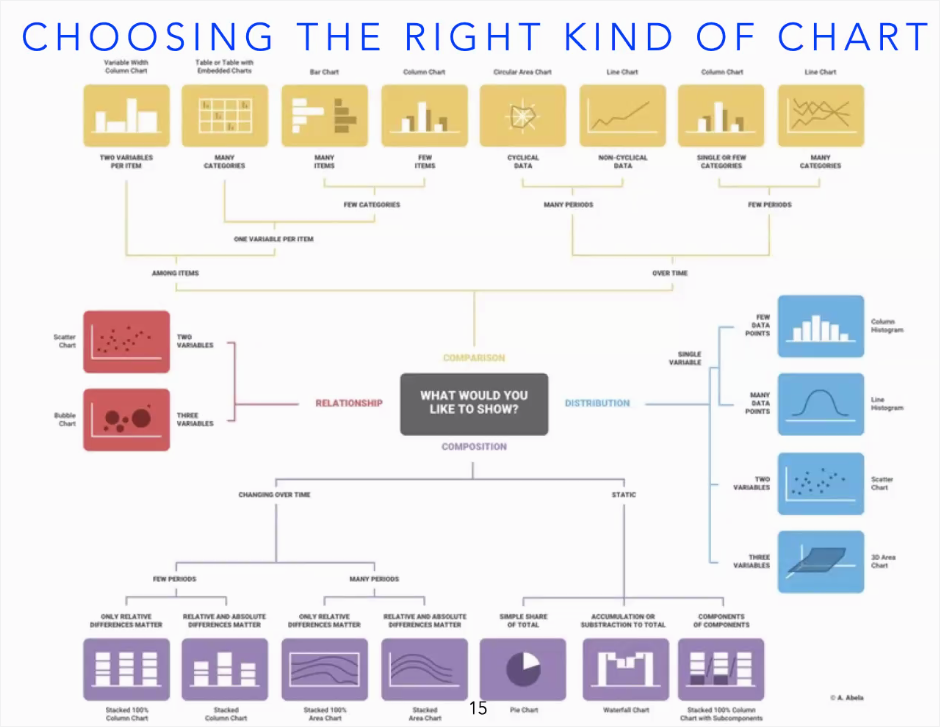 CHOOSING THE RIGHT KIND OF CHART
Variable Width
Column Chart
Table or Table with
Embedded Charts
Bar Chart
Column Chart
Circular Area Chart
Line Chart
Column Chart
Line Chart
TWO VARIABLES
PER ITEM
MANY
CATEGORIES
MANY
ITEMS
FEW
ITEMS
CYCLICAL
DATA
NON-CYCLICAL
DATA
SINGLE OR FEW
CATEGORIES
MANY
CATEGORIES
FEW CATEGORIES
MANY PERIODS
FEW PERIODS
ONE VARIABLE PER ITEM
AMONG ITEMS
OVER TIME
COMPARISON
Scatter
Chart
TWO
VARIABLES
Bubble
Chart
THREE
VARIABLES
RELATIONSHIP
WHAT WOULD YOU
LIKE TO SHOW?
DISTRIBUTION
SINGLE
VARIABLE
FEW
DATA
POINTS
Column
Histogram
MANY
DATA
POINTS
Line
Histogram
TWO
VARIABLES
Scatter
Chart
THREE
VARIABLES
3D Area
Chart
COMPOSITION
CHANGING OVER TIME
STATIC
FEW PERIODS
MANY PERIODS
ONLY RELATIVE
DIFFERENCES MATTER
RELATIVE AND ABSOLUTE
DIFFERENCES MATTER
ONLY RELATIVE
DIFFERENCES MATTER
RELATIVE AND ABSOLUTE
DIFFERENCES MATTER
SIMPLE SHARE
OF TOTAL
ACCUMULATION OR
SUBSTRACTION TO TOTAL
COMPONENTS
OF COMPONENTS
Stacked 100%
Column Chart
Stacked
Column Chart
Stacked 100%
Area Chart
Stacked
Area Chart
Pie Chart
Waterfall Chart
Stacked 100% Column
Chart with Subcomponents
© A. Abela
15